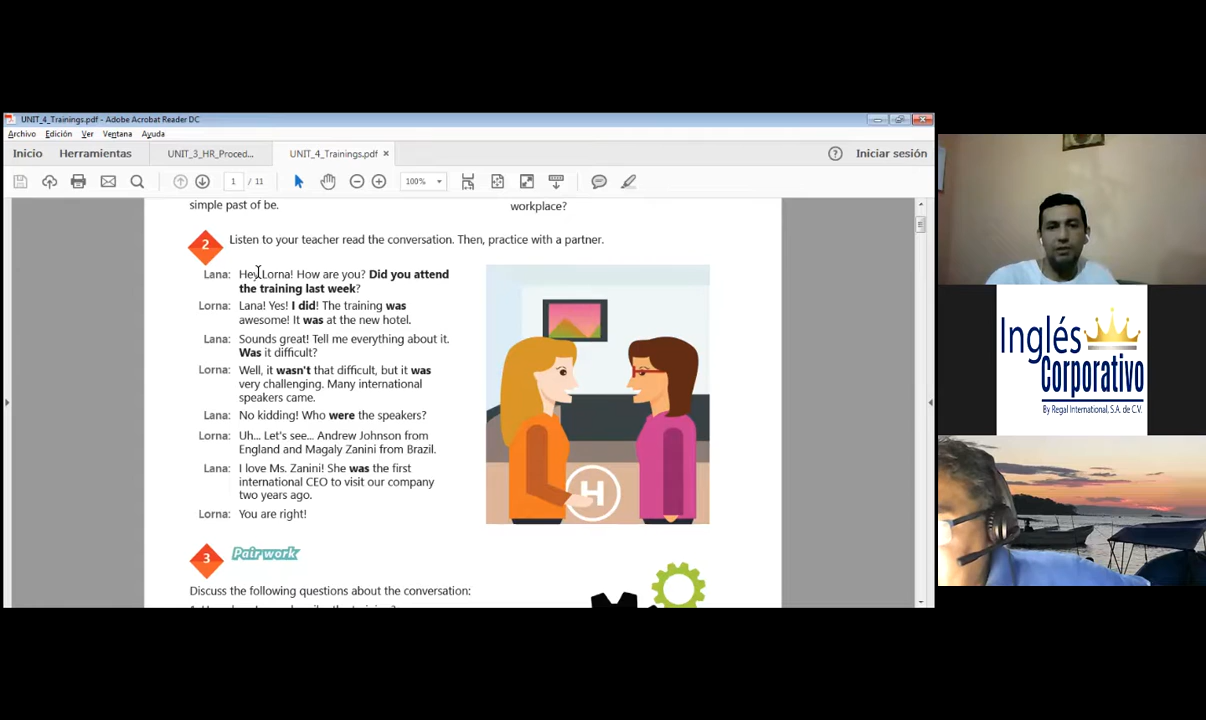 UNIT_4_Trainings.pdf - Adobe Acrobat Reader DC
Archivo Edición Ver Ventana Ayuda
Inicio Herramientas UNIT_3_HR_Proced... UNIT_4_Trainings.pdf × Iniciar sesión
1 / 11 100%
simple past of be.
workplace?
2 Listen to your teacher read the conversation. Then, practice with a partner.
Lana: Hey Lorna! How are you? Did you attend
the training last week?
Lorna: Lana! Yes! I did! The training was
awesome! It was at the new hotel.
Lana: Sounds great! Tell me everything about it.
Was it difficult?
Lorna: Well, it wasn't that difficult, but it was
very challenging. Many international
speakers came.
Lana: No kidding! Who were the speakers?
Lorna: Uh... Let's see... Andrew Johnson from
England and Magaly Zanini from Brazil.
Lana: I love Ms. Zanini! She was the first
international CEO to visit our company
two years ago.
Lorna: You are right!
H
3 Pair work
Discuss the following questions about the conversation:
Inglés
Corporativo
By Regal International, S.A. de C.V.